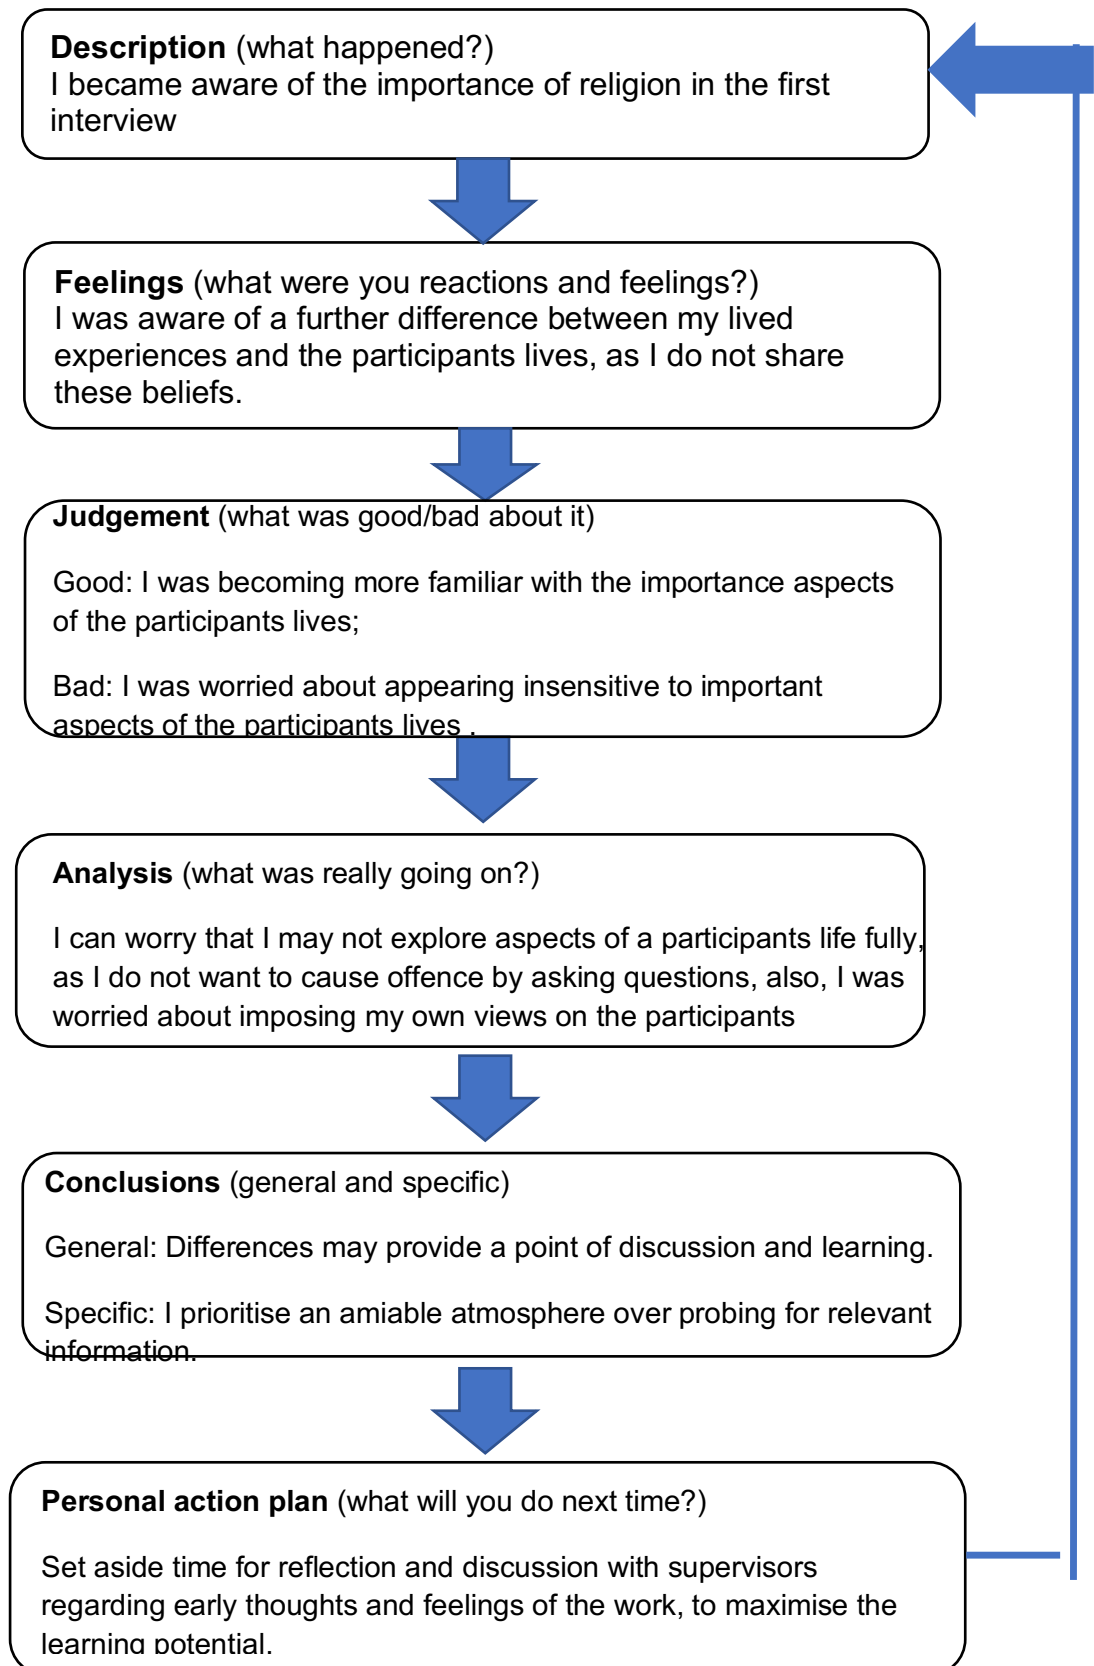 Description (what happened?)
I became aware of the importance of religion in the first
interview
Feelings (what were you reactions and feelings?)
I was aware of a further difference between my lived
experiences and the participants lives, as I do not share
these beliefs.
Judgement (what was good/bad about it)
Good: I was becoming more familiar with the importance aspects
of the participants lives;
Bad: I was worried about appearing insensitive to important
aspects of the participants lives .
Analysis (what was really going on?)
I can worry that I may not explore aspects of a participants life fully,
as I do not want to cause offence by asking questions, also, I was
worried about imposing my own views on the participants
Conclusions (general and specific)
General: Differences may provide a point of discussion and learning.
Specific: I prioritise an amiable atmosphere over probing for relevant
information.
Personal action plan (what will you do next time?)
Set aside time for reflection and discussion with supervisors
regarding early thoughts and feelings of the work, to maximise the
learning potential.